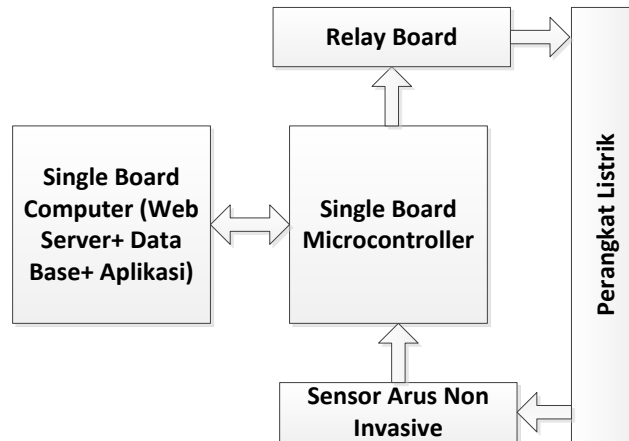 Relay Board
Single Board
Computer (Web
Server+ Data
Base+ Aplikasi)
Single Board
Microcontroller
Perangkat Listrik
Sensor Arus Non
Invasive